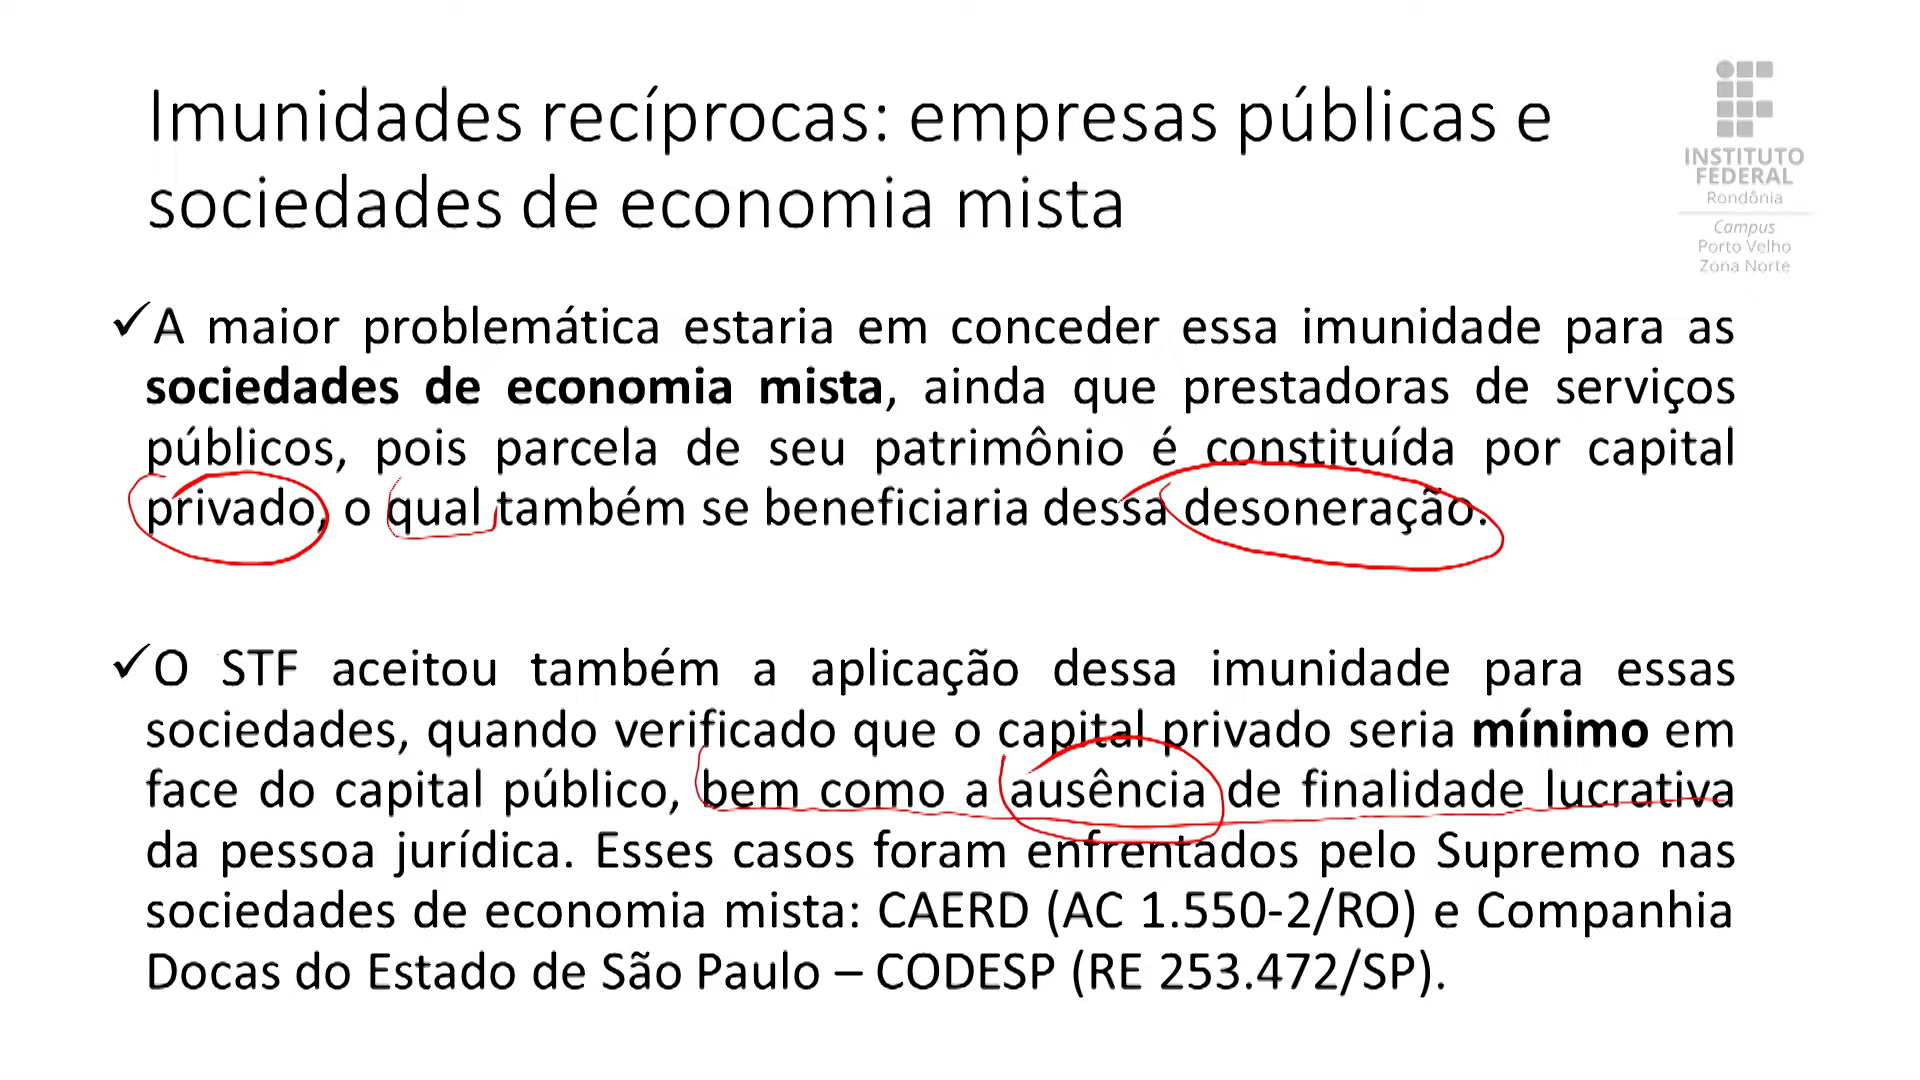 Imunidades recíprocas: empresas públicas e
sociedades de economia mista
INSTITUTO
FEDERAL
Rondônia
Campus
Porto Velho
Zona Norte
✓A maior problemática estaria em conceder essa imunidade para as
sociedades de economia mista, ainda que prestadoras de serviços
públicos, pois parcela de seu patrimônio é constituída por capital
privado, o qual também se beneficiaria dessa desoneração.
✓O STF aceitou também a aplicação dessa imunidade para essas
sociedades, quando verificado que o capital privado seria mínimo em
face do capital público, bem como a ausência de finalidade lucrativa
da pessoa jurídica. Esses casos foram enfrentados pelo Supremo nas
sociedades de economia mista: CAERD (AC 1.550-2/RO) e Companhia
Docas do Estado de São Paulo – CODESP (RE 253.472/SP).